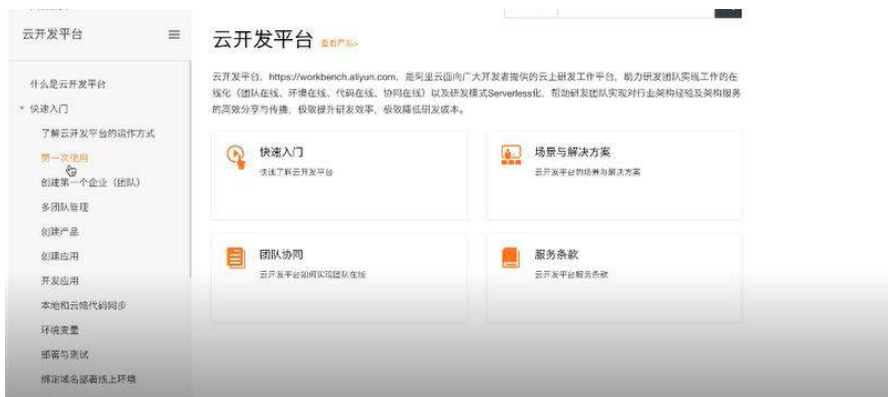 云开发平台
云开发平台 查看产品>
什么是云开发平台
快速入门
了解云开发平台的运作方式
第一次使用
创建第一个企业（团队）
多团队管理
创建产品
创建应用
开发应用
本地和云端代码同步
环境变量
部署与测试
绑定域名部署线上环境
云开发平台，https://workbench.aliyun.com，是阿里云面向广大开发者提供的云上研发工作平台，助力研发团队实现工作的在
线化（团队在线、环境在线、代码在线、协同在线）以及研发模式Serverless化，帮助研发团队实现对行业架构经验及架构服务
的高效分享与传播，极致提升研发效率，极致降低研发成本。
快速入门
快速了解云开发平台
场景与解决方案
云开发平台的场景与解决方案
团队协同
云开发平台如何实现团队在线
服务条款
云开发平台服务条款